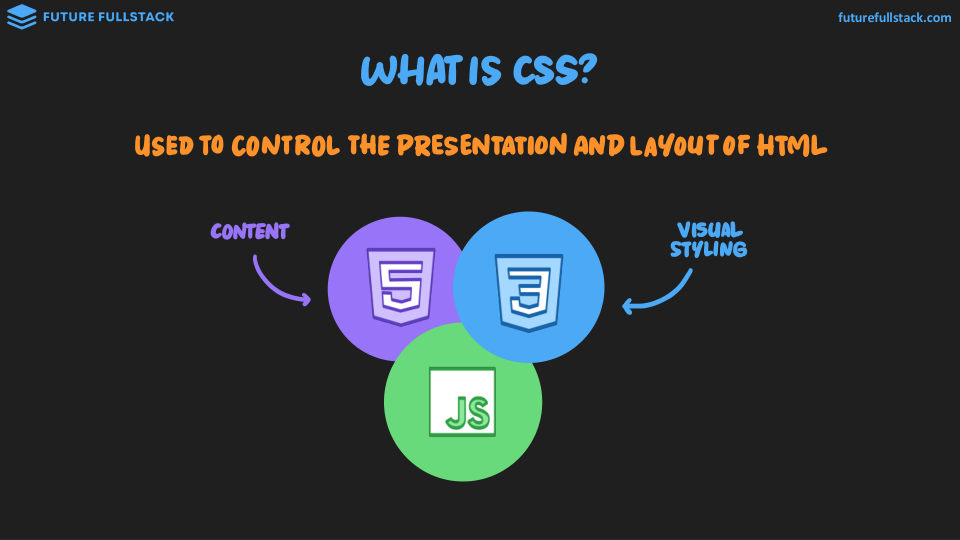 FUTURE FULLSTACK
futurefullstack.com
WHAT IS CSS?
USED TO CONTROL THE PRESENTATION AND LAYOUT OF HTML
CONTENT
VISUAL
STYLING
5
3
JS